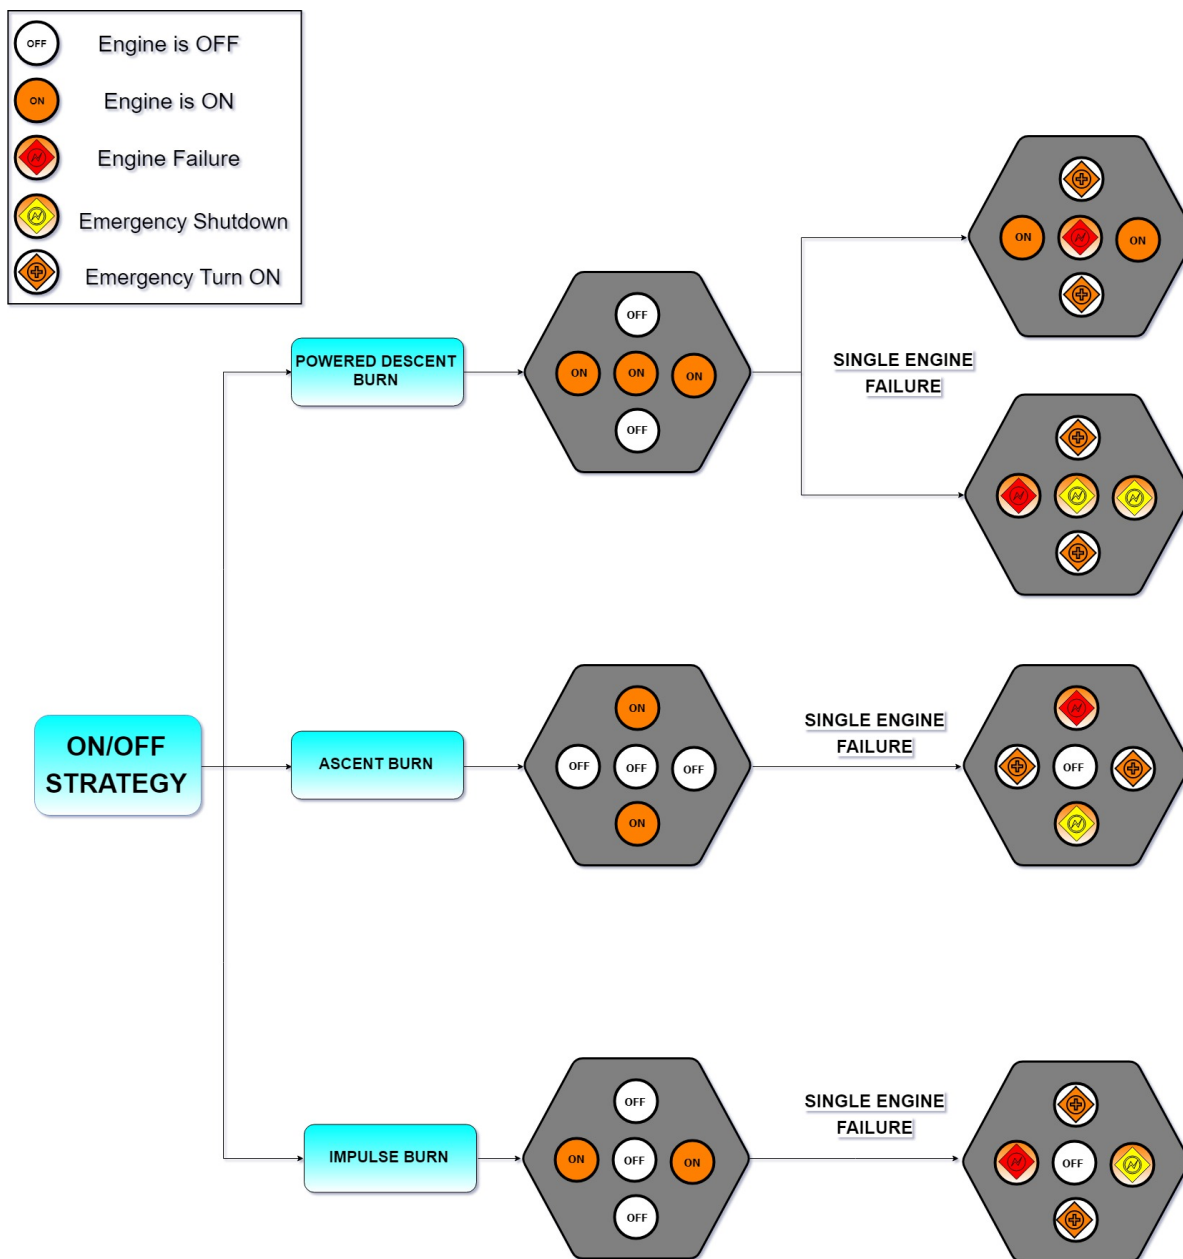 OFF Engine is OFF
ON Engine is ON
Engine Failure
Emergency Shutdown
Emergency Turn ON
ON/OFF
STRATEGY
POWERED DESCENT
BURN
OFF
ON ON ON
OFF
SINGLE ENGINE
FAILURE
ON ON
ASCENT BURN
ON
OFF OFF OFF
ON
SINGLE ENGINE
FAILURE
OFF
IMPULSE BURN
OFF
ON OFF ON
OFF
SINGLE ENGINE
FAILURE
OFF